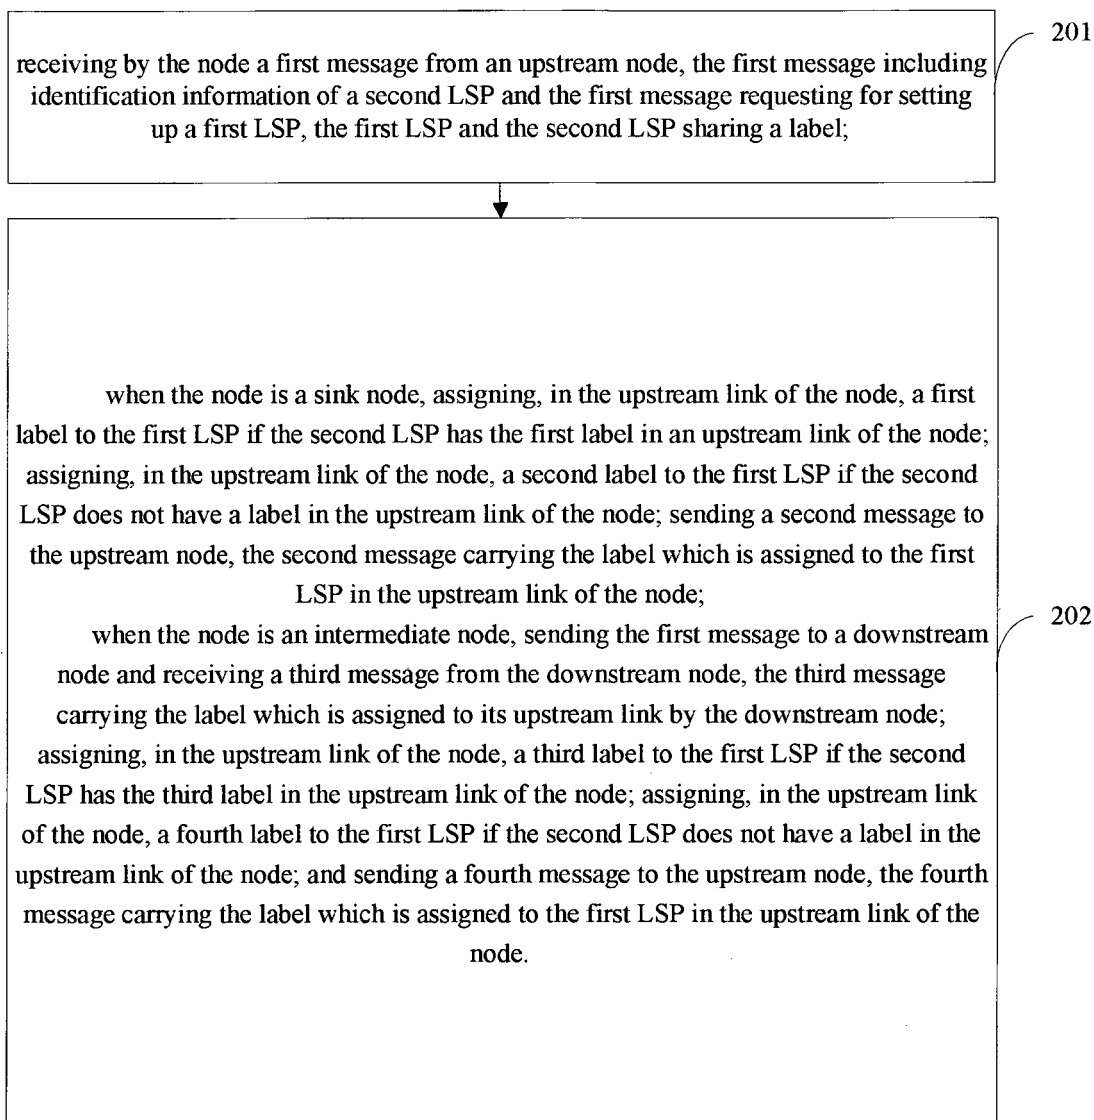 201
receiving by the node a first message from an upstream node, the first message including
identification information of a second LSP and the first message requesting for setting
up a first LSP, the first LSP and the second LSP sharing a label;
when the node is a sink node, assigning, in the upstream link of the node, a first
label to the first LSP if the second LSP has the first label in an upstream link of the node;
assigning, in the upstream link of the node, a second label to the first LSP if the second
LSP does not have a label in the upstream link of the node; sending a second message to
the upstream node, the second message carrying the label which is assigned to the first
LSP in the upstream link of the node;
202
when the node is an intermediate node, sending the first message to a downstream
node and receiving a third message from the downstream node, the third message
carrying the label which is assigned to its upstream link by the downstream node;
assigning, in the upstream link of the node, a third label to the first LSP if the second
LSP has the third label in the upstream link of the node; assigning, in the upstream link
of the node, a fourth label to the first LSP if the second LSP does not have a label in the
upstream link of the node; and sending a fourth message to the upstream node, the fourth
message carrying the label which is assigned to the first LSP in the upstream link of the
node.